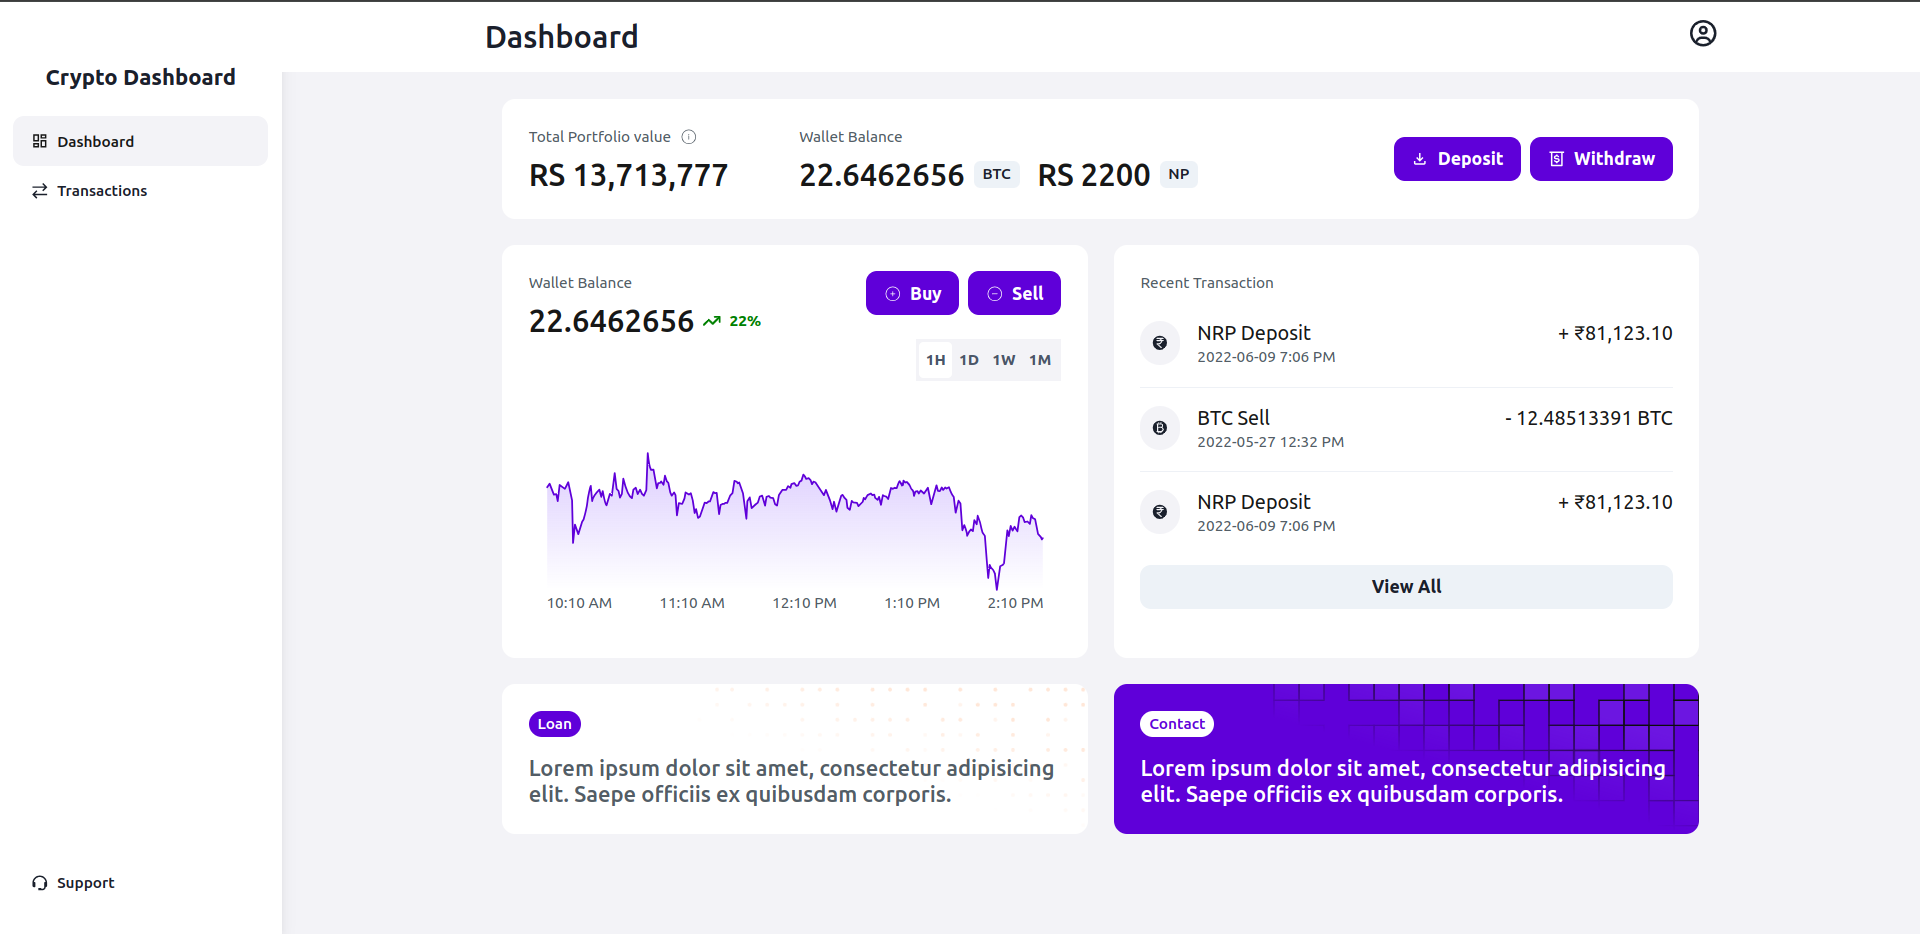 Dashboard
Crypto Dashboard
Dashboard
Transactions
Support
Total Portfolio value
RS 13,713,777
Wallet Balance
22.6462656 BTC RS 2200 NP
Deposit
Withdraw
Wallet Balance
22.6462656 22%
Buy
Sell
1H 1D 1W 1M
10:10 AM 11:10 AM 12:10 PM 1:10 PM 2:10 PM
Recent Transaction
NRP Deposit + ₹81,123.10
2022-06-09 7:06 PM
BTC Sell - 12.48513391 BTC
2022-05-27 12:32 PM
NRP Deposit + ₹81,123.10
2022-06-09 7:06 PM
View All
Loan
Lorem ipsum dolor sit amet, consectetur adipisicing
elit. Saepe officiis ex quibusdam corporis.
Contact
Lorem ipsum dolor sit amet, consectetur adipisicing
elit. Saepe officiis ex quibusdam corporis.